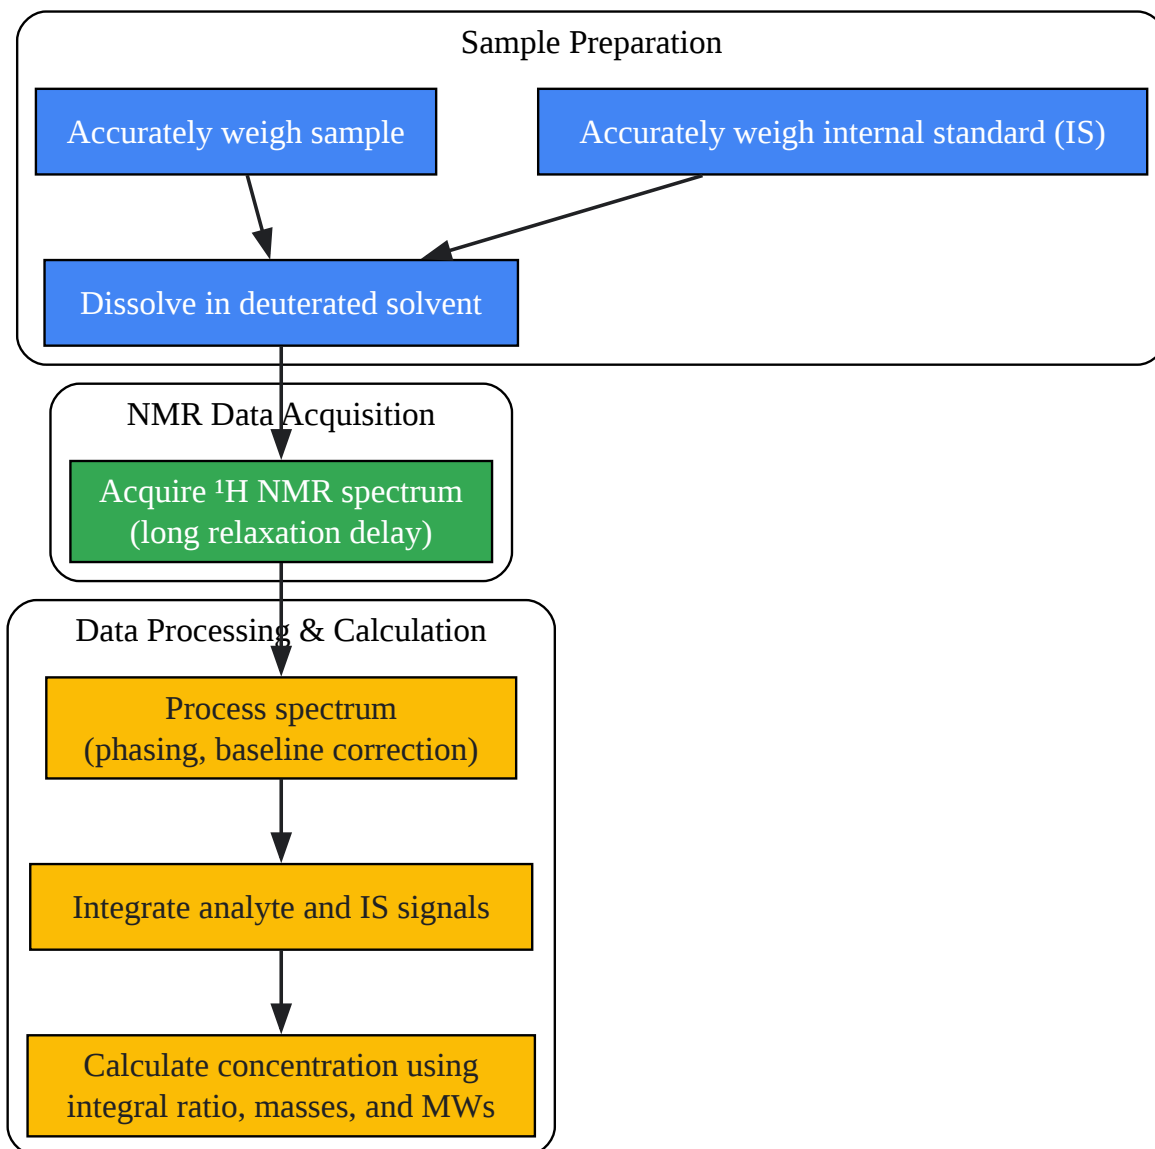 Sample Preparation
Accurately weigh sample
Accurately weigh internal standard (IS)
Dissolve in deuterated solvent
NMR Data Acquisition
Acquire ¹H NMR spectrum
(long relaxation delay)
Data Processing & Calculation
Process spectrum
(phasing, baseline correction)
Integrate analyte and IS signals
Calculate concentration using
integral ratio, masses, and MWs